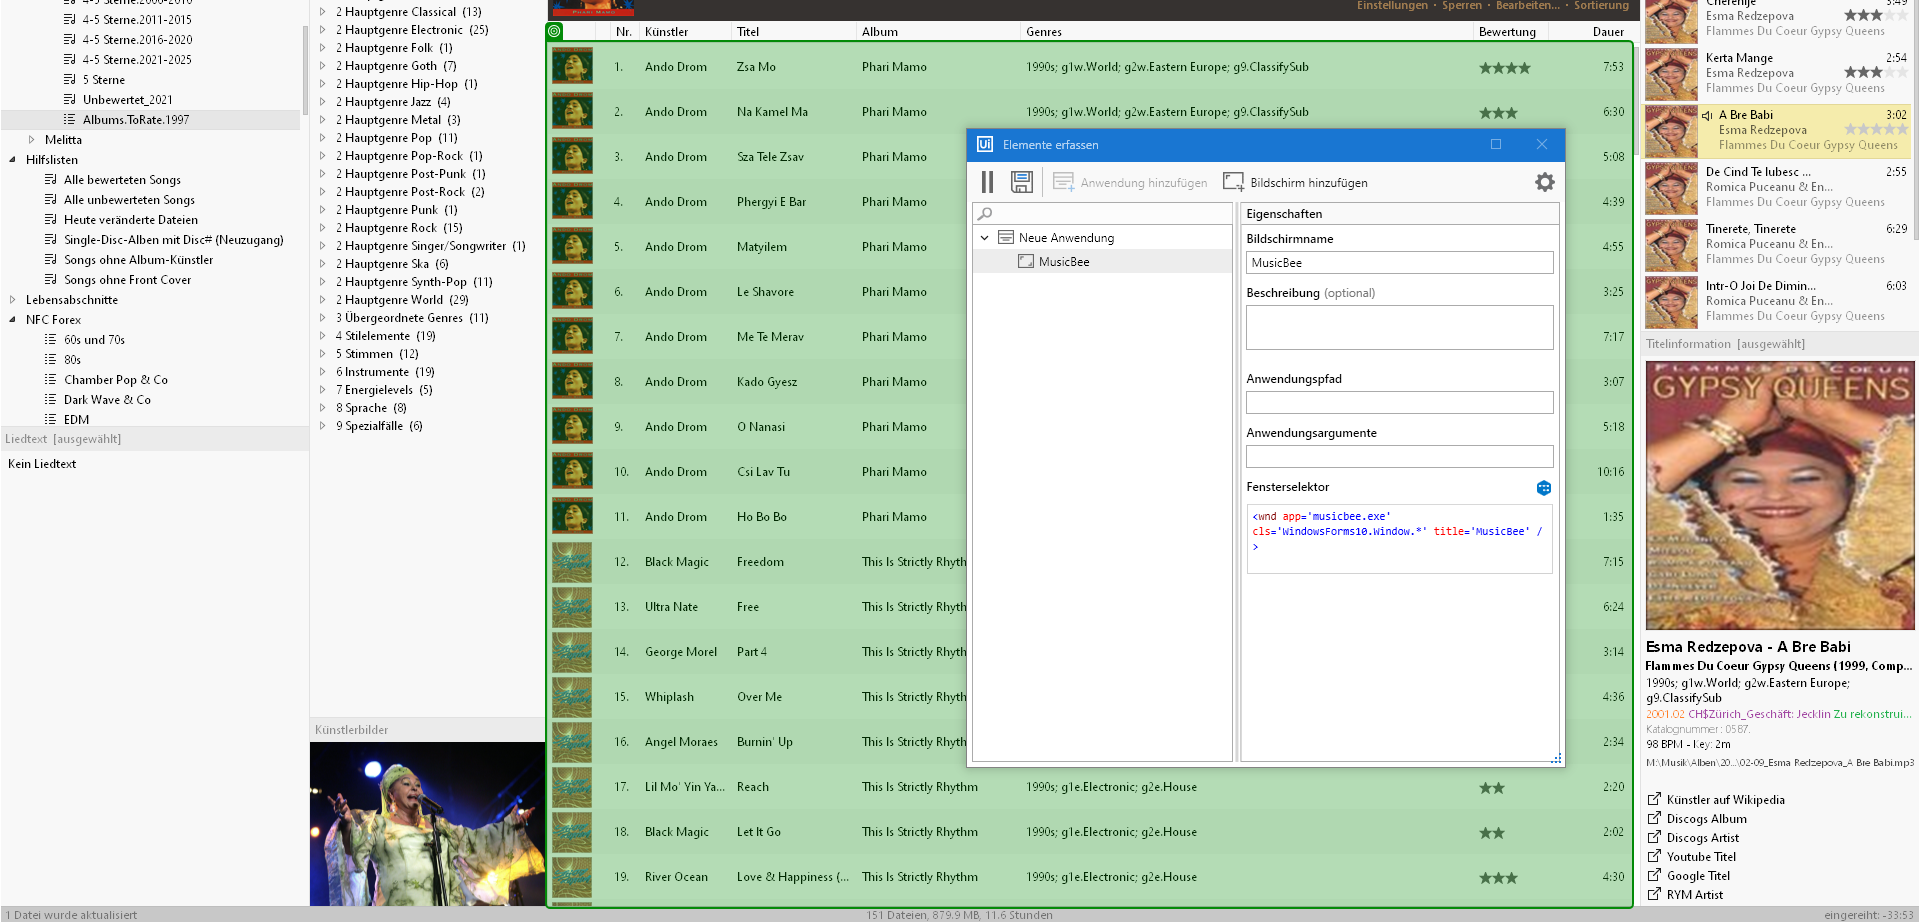 4-5 Sterne.2011-2015
4-5 Sterne.2016-2020
4-5 Sterne.2021-2025
5 Sterne
Unbewertet_2021
Albums.ToRate.1997
Melitta
Hilfslisten
Alle bewerteten Songs
Alle unbewerteten Songs
Heute veränderte Dateien
Single-Disc-Alben mit Disc# (Neuzugang)
Songs ohne Album-Künstler
Songs ohne Front Cover
Lebensabschnitte
NFC Forex
60s und 70s
80s
Chamber Pop & Co
Dark Wave & Co
EDM
Liedtext [ausgewählt]
Kein Liedtext
2 Hauptgenre Classical (13)
2 Hauptgenre Electronic (25)
2 Hauptgenre Folk (1)
2 Hauptgenre Goth (7)
2 Hauptgenre Hip-Hop (1)
2 Hauptgenre Jazz (4)
2 Hauptgenre Metal (3)
2 Hauptgenre Pop (11)
2 Hauptgenre Pop-Rock (1)
2 Hauptgenre Post-Punk (1)
2 Hauptgenre Post-Rock (2)
2 Hauptgenre Punk (1)
2 Hauptgenre Rock (15)
2 Hauptgenre Singer/Songwriter (1)
2 Hauptgenre Ska (6)
2 Hauptgenre Synth-Pop (11)
2 Hauptgenre World (29)
3 Übergeordnete Genres (11)
4 Stilelemente (19)
5 Stimmen (12)
6 Instrumente (19)
7 Energielevels (5)
8 Sprache (8)
9 Spezialfälle (6)
Künstlerbilder
Einstellungen · Sperren · Bearbeiten... · Sortierung
Nr. Künstler Titel Album Genres Bewertung Dauer
1. Ando Drom Zsa Mo Phari Mamo 1990s; g1w.World; g2w.Eastern Europe; g9.ClassifySub ★★★★ 7:53
2. Ando Drom Na Kamel Ma Phari Mamo 1990s; g1w.World; g2w.Eastern Europe; g9.ClassifySub ★★★ 6:30
3. Ando Drom Sza Tele Zsav Phari Mamo 5:08
4. Ando Drom Phergyi E Bar Phari Mamo 4:39
5. Ando Drom Matyilem Phari Mamo 4:55
6. Ando Drom Le Shavore Phari Mamo 3:25
7. Ando Drom Me Te Merav Phari Mamo 7:17
8. Ando Drom Kado Gyesz Phari Mamo 3:07
9. Ando Drom O Nanasi Phari Mamo 5:18
10. Ando Drom Csi Lav Tu Phari Mamo 10:16
11. Ando Drom Ho Bo Bo Phari Mamo 1:35
12. Black Magic Freedom This Is Strictly Rhyth 7:15
13. Ultra Nate Free This Is Strictly Rhyth 6:24
14. George Morel Part 4 This Is Strictly Rhyth 3:14
15. Whiplash Over Me This Is Strictly Rhyth 4:36
16. Angel Moraes Burnin' Up This Is Strictly Rhyth 2:34
17. Lil Mo' Yin Ya... Reach This Is Strictly Rhythm 1990s; g1e.Electronic; g2e.House ★★ 2:20
18. Black Magic Let It Go This Is Strictly Rhythm 1990s; g1e.Electronic; g2e.House ★★ 2:02
19. River Ocean Love & Happiness (... This Is Strictly Rhythm 1990s; g1e.Electronic; g2e.House ★★★ 4:30
Ui Elemente erfassen
Anwendung hinzufügen Bildschirm hinzufügen
Neue Anwendung
MusicBee
Eigenschaften
Bildschirmname
MusicBee
Beschreibung (optional)
Anwendungspfad
Anwendungsargumente
Fensterselektor
<wnd app='musicbee.exe'
cls='WindowsForms10.Window.*' title='MusicBee' /
>
Esma Redzepova
Flammes Du Coeur Gypsy Queens
Kerta Mange 2:54
Esma Redzepova
Flammes Du Coeur Gypsy Queens
A Bre Babi 3:02
Esma Redzepova
Flammes Du Coeur Gypsy Queens
De Cind Te Iubesc ... 2:55
Romica Puceanu & En...
Flammes Du Coeur Gypsy Queens
Tinerete, Tinerete 6:29
Romica Puceanu & En...
Flammes Du Coeur Gypsy Queens
Intr-O Joi De Dimin... 6:03
Romica Puceanu & En...
Flammes Du Coeur Gypsy Queens
Titelinformation [ausgewählt]
FLAMMES DU COEUR
GYPSY QUEENS
Esma Redzepova - A Bre Babi
Flammes Du Coeur Gypsy Queens (1999, Comp...
1990s; g1w.World; g2w.Eastern Europe;
g9.ClassifySub
2001.02 CH$Zürich_Geschäft: Jecklin Zu rekonstrui...
Katalognummer: 0587.
98 BPM - Key: 2m
M:\Musik\Alben\20...\02-09_Esma Redzepova_A Bre Babi.mp3
Künstler auf Wikipedia
Discogs Album
Discogs Artist
Youtube Titel
Google Titel
RYM Artist
1 Datei wurde aktualisiert
151 Dateien, 879.9 MB, 11.6 Stunden
eingereiht: -33:53